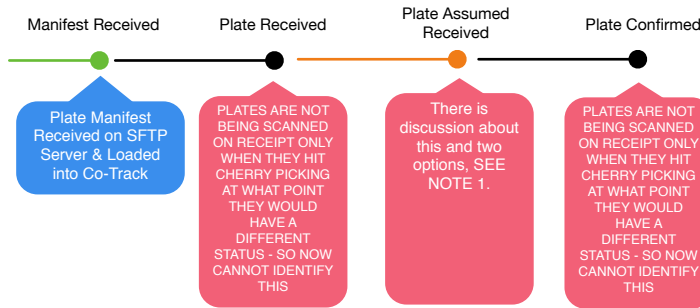 Manifest Received
Plate Received
Plate Assumed
Received
Plate Confirmed
Plate Manifest
Received on SFTP
Server & Loaded
into Co-Track
PLATES ARE NOT
BEING SCANNED
ON RECEIPT ONLY
WHEN THEY HIT
CHERRY PICKING
AT WHAT POINT
THEY WOULD
HAVE A
DIFFERENT
STATUS - SO NOW
CANNOT IDENTIFY
THIS
There is
discussion about
this and two
options, SEE
NOTE 1.
PLATES ARE NOT
BEING SCANNED
ON RECEIPT ONLY
WHEN THEY HIT
CHERRY PICKING
AT WHAT POINT
THEY WOULD
HAVE A
DIFFERENT
STATUS - SO NOW
CANNOT IDENTIFY
THIS